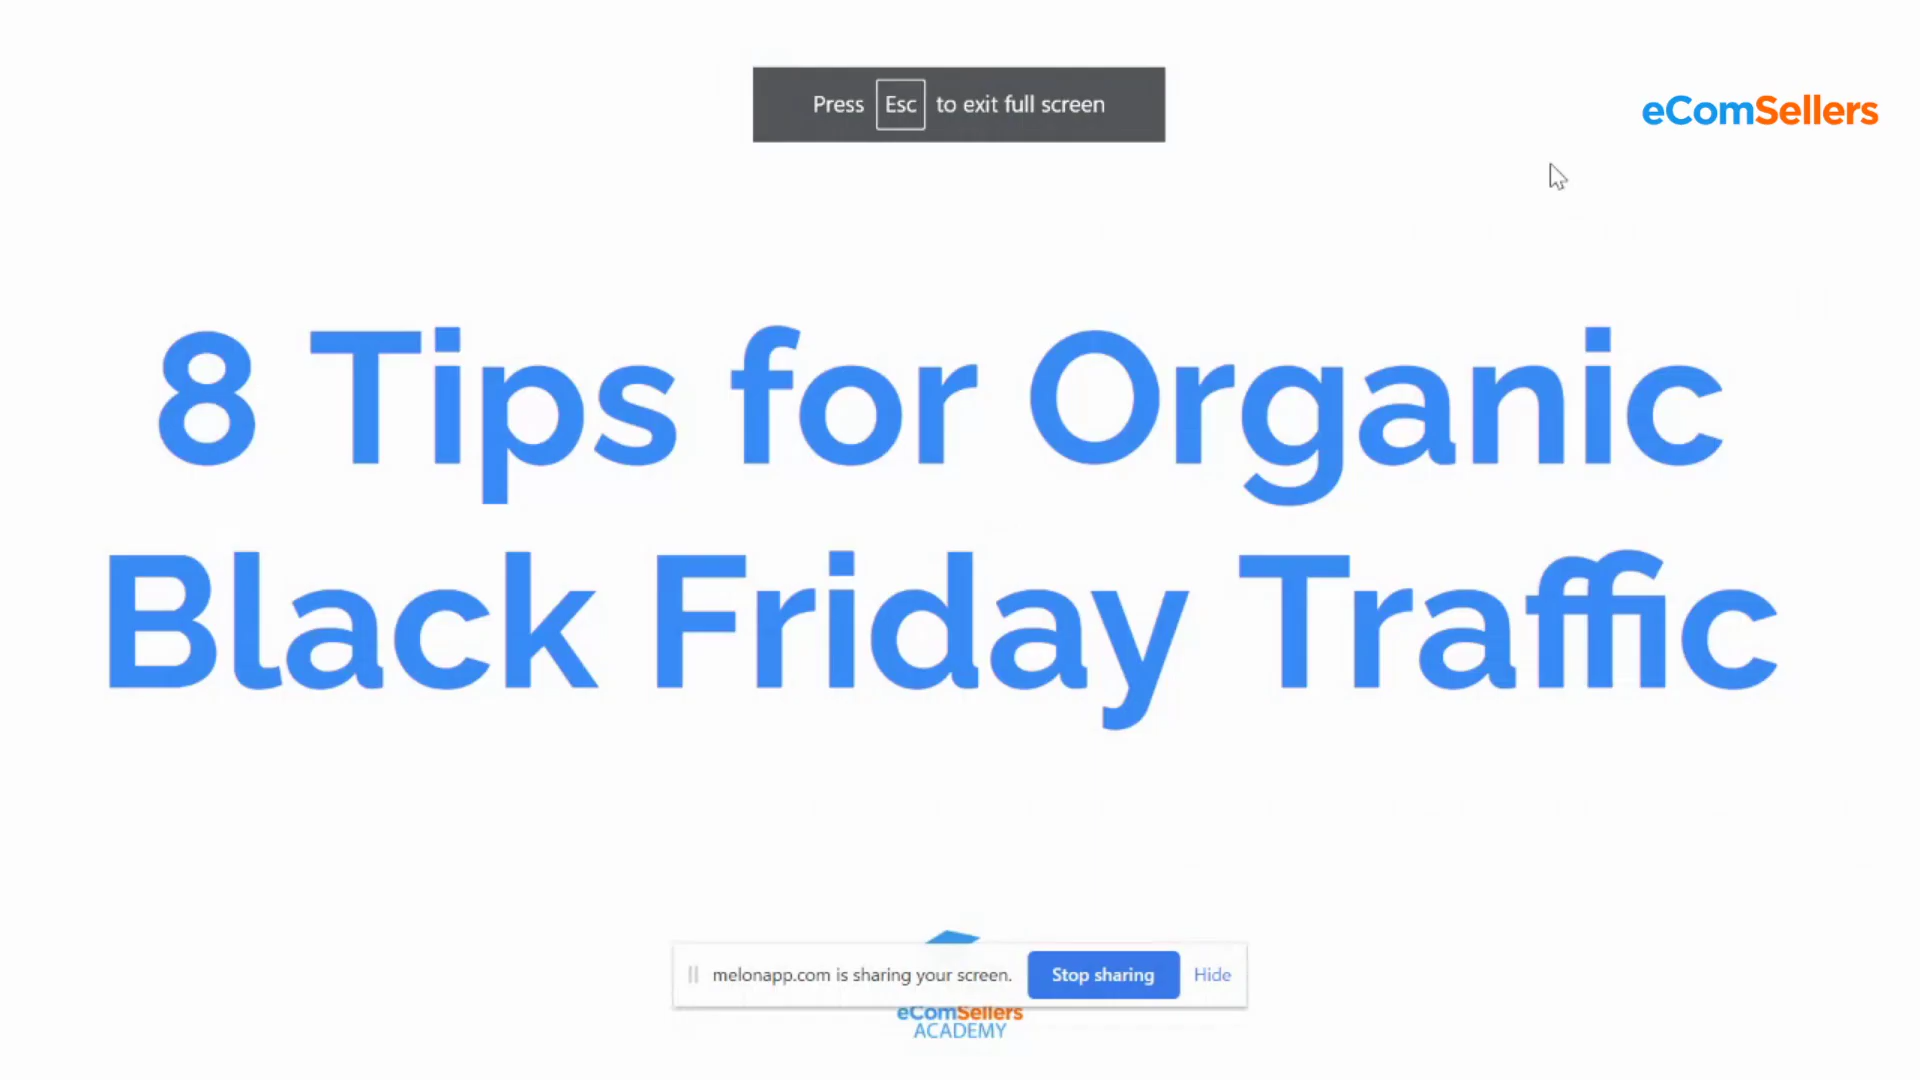 Press Esc to exit full screen
eComSellers
8 Tips for Organic
Black Friday Traffic
melonapp.com is sharing your screen. Stop sharing Hide
eComSellers
ACADEMY